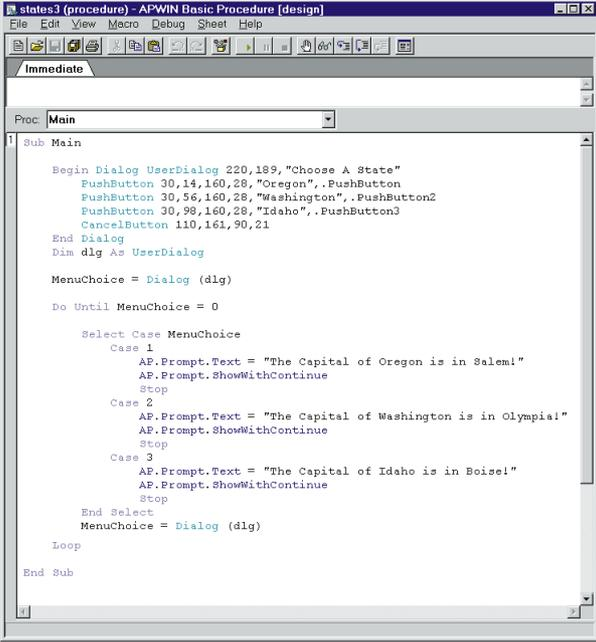 states3 (procedure) - APWIN Basic Procedure [design]
File Edit View Macro Debug Sheet Help
Immediate
Proc: Main
1
Sub Main
Begin Dialog UserDialog 220,189,"Choose A State"
PushButton 30,14,160,28,"Oregon",.PushButton
PushButton 30,56,160,28,"Washington",.PushButton2
PushButton 30,98,160,28,"Idaho",.PushButton3
CancelButton 110,161,90,21
End Dialog
Dim dlg As UserDialog
MenuChoice = Dialog (dlg)
Do Until MenuChoice = 0
Select Case MenuChoice
Case 1
AP.Prompt.Text = "The Capital of Oregon is in Salem!"
AP.Prompt.ShowWithContinue
Stop
Case 2
AP.Prompt.Text = "The Capital of Washington is in Olympia!"
AP.Prompt.ShowWithContinue
Stop
Case 3
AP.Prompt.Text = "The Capital of Idaho is in Boise!"
AP.Prompt.ShowWithContinue
Stop
End Select
MenuChoice = Dialog (dlg)
Loop
End Sub